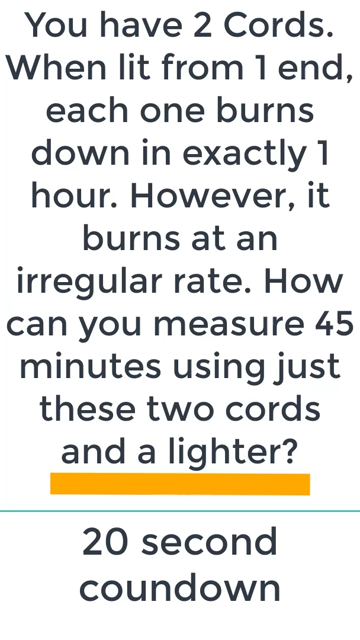 You have 2 Cords.
When lit from 1 end,
each one burns
down in exactly 1
hour. However, it
burns at an
irregular rate. How
can you measure 45
minutes using just
these two cords
and a lighter?
20 second
coundown